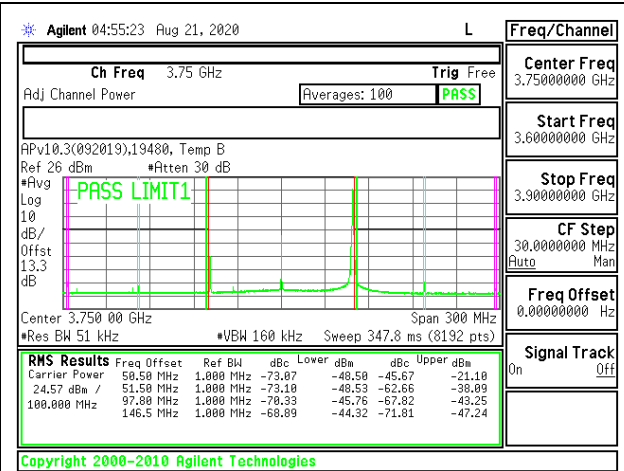 Agilent 04:55:23 Aug 21, 2020 L
Ch Freq 3.75 GHz Trig Free
Adj Channel Power Averages: 100 PASS
APv10.3(092019),19480, Temp B
Ref 26 dBm #Atten 30 dB
#Avg
Log
10
dB/
Offst
13.3
dB
PASS LIMIT1
Center 3.750 00 GHz Span 300 MHz
#Res BW 51 kHz #VBW 160 kHz Sweep 347.8 ms (8192 pts)
RMS Results Freq Offset Ref BW dBc Lower dBm dBc Upper dBm
Carrier Power 50.50 MHz 1.000 MHz -73.07 -48.50 -45.67 -21.10
24.57 dBm / 51.50 MHz 1.000 MHz -73.10 -48.53 -62.66 -38.09
100.000 MHz 97.80 MHz 1.000 MHz -70.33 -45.76 -67.82 -43.25
146.5 MHz 1.000 MHz -68.89 -44.32 -71.81 -47.24
Copyright 2000-2010 Agilent Technologies
Freq/Channel
Center Freq
3.75000000 GHz
Start Freq
3.60000000 GHz
Stop Freq
3.90000000 GHz
CF Step
30.0000000 MHz
Auto Man
Freq Offset
0.00000000 Hz
Signal Track
On Off